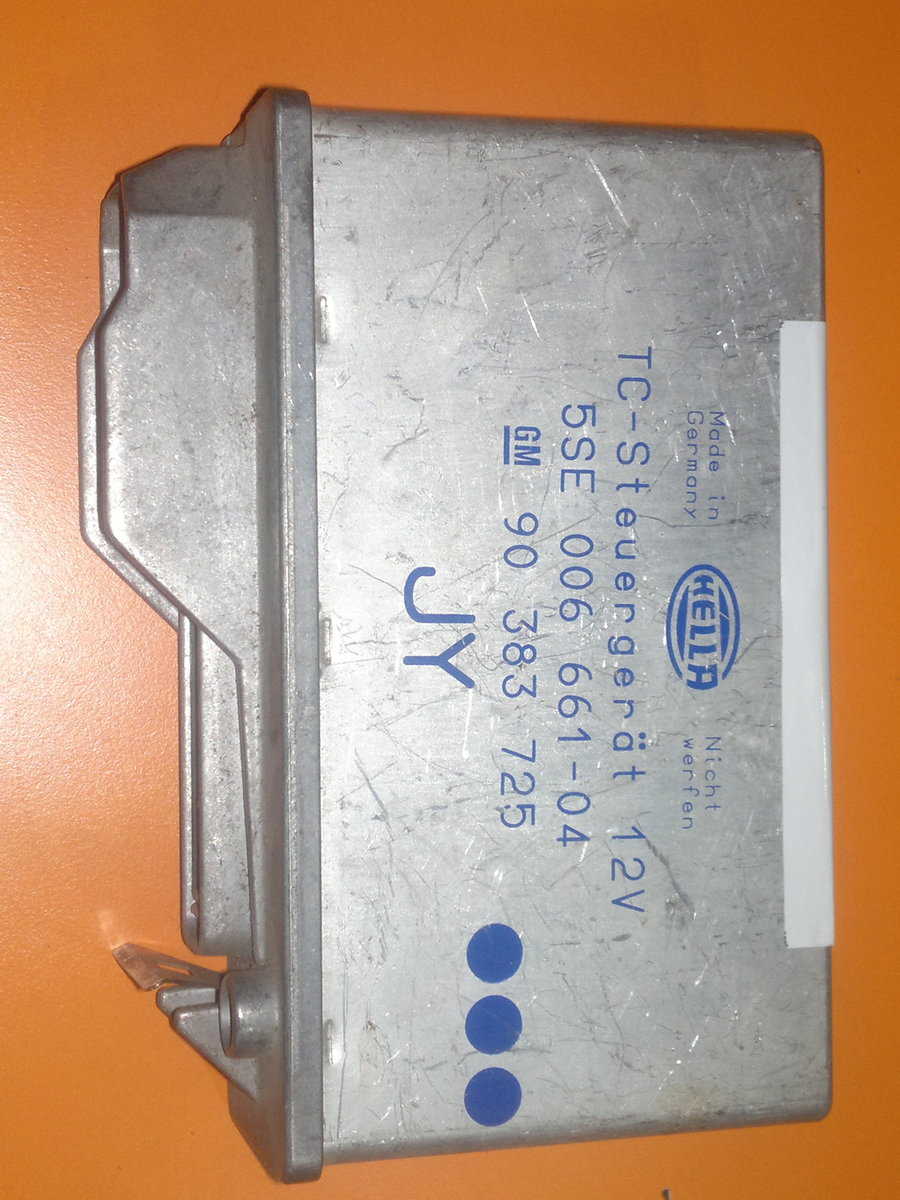 Made in
Germany
HELLA
Nicht
werfen
TC-Steuergerät 12V
5SE 006 661-04
GM 90 383 725
JY